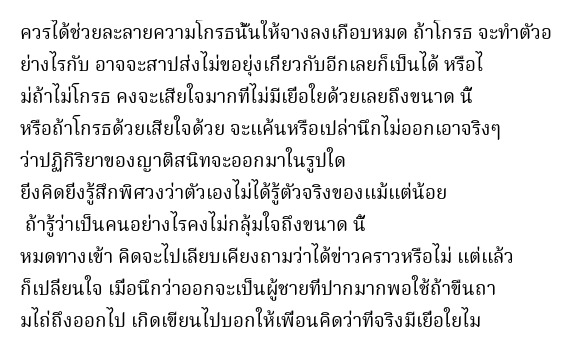 ควรได้ช่วยละลายความโกรธนั้นให้จางลงเกือบหมด ถ้าโกรธ จะทำตัวอ
ย่างไรกับ อาจจะสาปส่งไม่ขอยุ่งเกี่ยวกับอีกเลยก็เป็นได้ หรือไ
ม่ถ้าไม่โกรธ คงจะเสียใจมากที่ไม่มีเยื่อใยด้วยเลยถึงขนาด นี้
หรือถ้าโกรธด้วยเสียใจด้วย จะแค้นหรือเปล่านึกไม่ออกเอาจริงๆ
ว่าปฏิกิริยาของญาติสนิทจะออกมาในรูปใด
ยิ่งคิดยิ่งรู้สึกพิศวงว่าตัวเองไม่ได้รู้ตัวจริงของแม้แต่น้อย
ถ้ารู้ว่าเป็นคนอย่างไรคงไม่กลุ้มใจถึงขนาด นี้
หมดทางเข้า คิดจะไปเลียบเคียงถามว่าได้ข่าวคราวหรือไม่ แต่แล้ว
ก็เปลี่ยนใจ เมื่อนึกว่าออกจะเป็นผู้ชายที่ปากมากพอใช้ถ้าขืนถา
มไถ่ถึงออกไป เกิดเขียนไปบอกให้เพื่อนคิดว่าที่จริงมีเยื่อใยไม